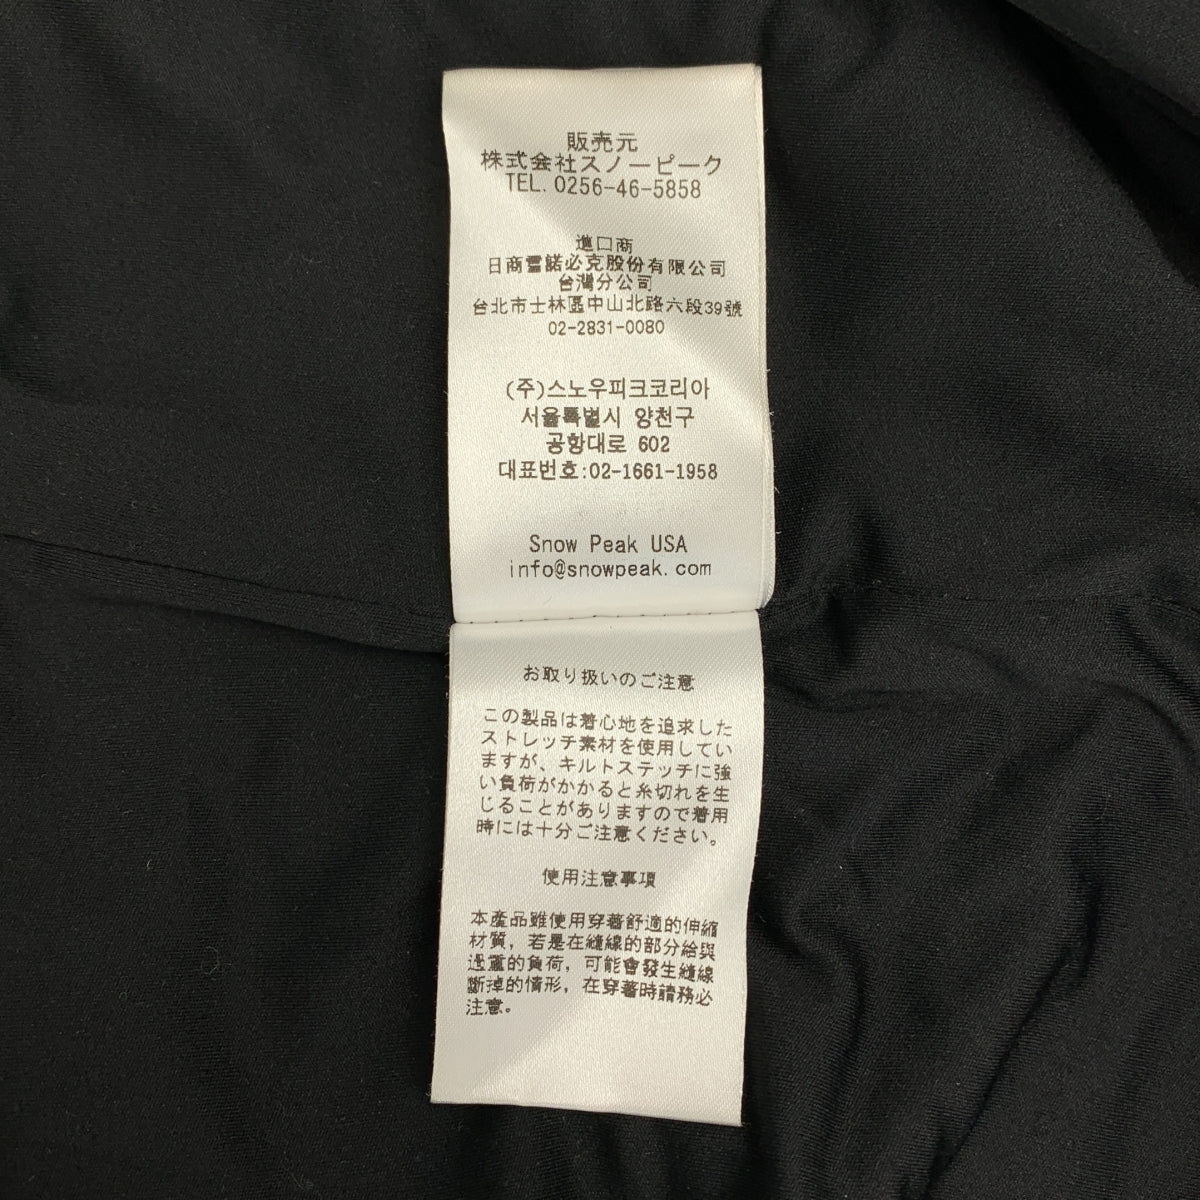 販売元
株式会社スノーピーク
TEL. 0256-46-5858
進口商
日商雪諾必克股份有限公司
台灣分公司
台北市士林區中山北路六段39號
02-2831-0080
(주)스노우피크코리아
서울특별시 양천구
공항대로 602
대표번호:02-1661-1958
Snow Peak USA
info@snowpeak.com
お取り扱いのご注意
この製品は着心地を追求した
ストレッチ素材を使用してい
ますが、キルトステッチに強
い負荷がかかると糸切れを生
じることがありますので着用
時には十分ご注意ください。
使用注意事項
本產品雖使用穿著舒適的伸縮
材質，若是在縫線的部分給與
過重的負荷，可能會發生縫線
斷掉的情形，在穿著時請務必
注意。